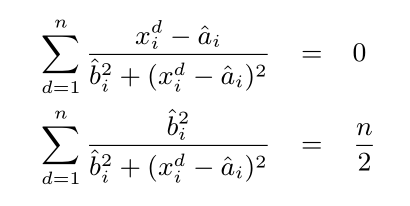 \sum_{d=1}^{n} \frac{x_i^d - \hat{a}_i}{\hat{b}_i^2 + (x_i^d - \hat{a}_i)^2} = 0
\sum_{d=1}^{n} \frac{\hat{b}_i^2}{\hat{b}_i^2 + (x_i^d - \hat{a}_i)^2} = \frac{n}{2}